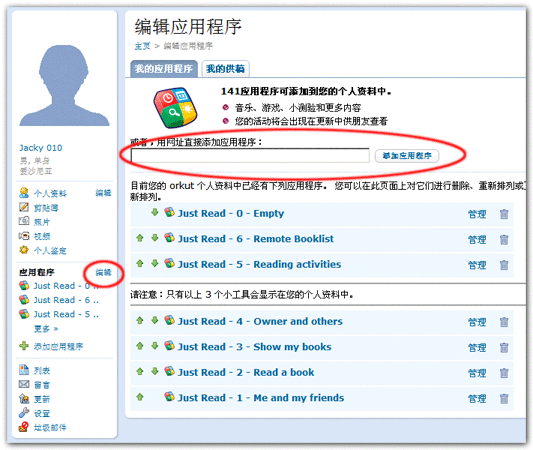 编辑应用程序
主页 > 编辑应用程序
我的应用程序 我的供稿
141应用程序可添加到您的个人资料中。
音乐、游戏、小测验和更多内容
您的活动将会出现在更新中供朋友查看
或者，用网址直接添加应用程序：
添加应用程序
目前您的 orkut 个人资料中已经有下列应用程序。 您可以在此页面上对它们进行删除、重新排列或
新排列。
Just Read - 0 - Empty 管理
Just Read - 6 - Remote Booklist 管理
Just Read - 5 - Reading activities 管理
请注意：只有以上 3 个小工具会显示在您的个人资料中。
Just Read - 4 - Owner and others 管理
Just Read - 3 - Show my books 管理
Just Read - 2 - Read a book 管理
Just Read - 1 - Me and my friends 管理
Jacky 010
男, 单身
爱沙尼亚
个人资料 编辑
剪贴簿
照片
视频
个人鉴定
应用程序 编辑
Just Read - 0 ..
Just Read - 6 ..
Just Read - 5 ..
更多 »
添加应用程序
列表
留言
更新
设置
垃圾邮件